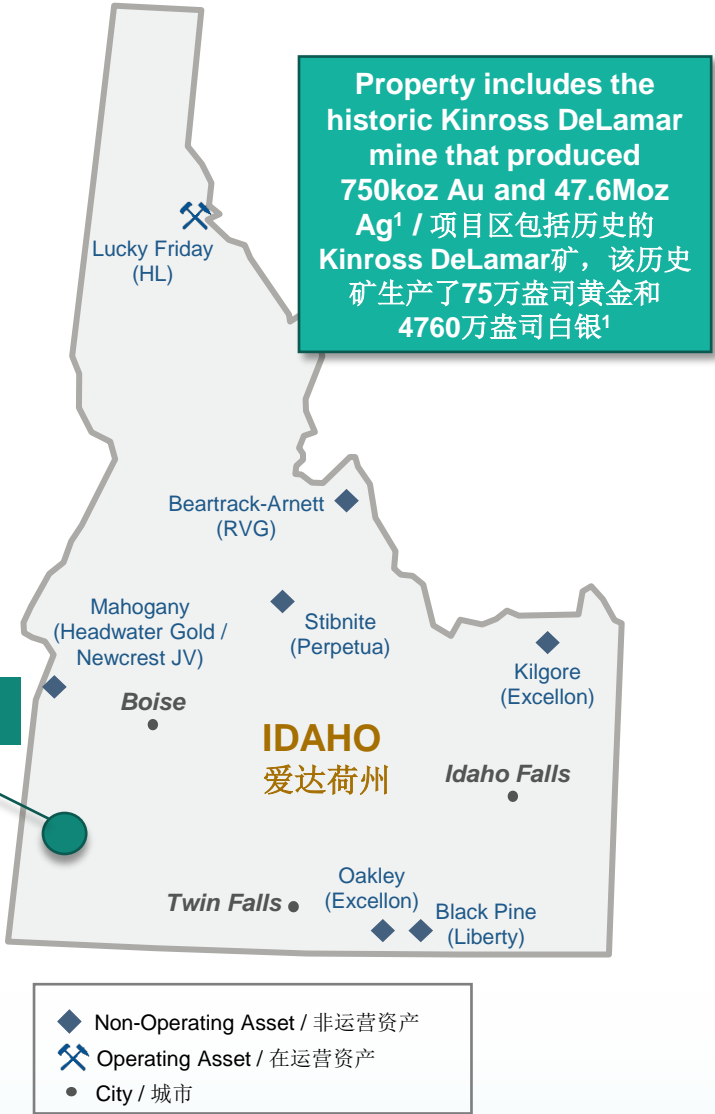 Property includes the
historic Kinross DeLamar
mine that produced
750koz Au and 47.6Moz
Ag¹ / 项目区包括历史的
Kinross DeLamar矿，该历史
矿生产了75万盎司黄金和
4760万盎司白银¹
Lucky Friday
(HL)
Beartrack-Arnett
(RVG)
Mahogany
(Headwater Gold /
Newcrest JV)
Stibnite
(Perpetua)
Kilgore
(Excellon)
Boise
IDAHO
爱达荷州
Idaho Falls
Twin Falls
Oakley
(Excellon)
Black Pine
(Liberty)
Non-Operating Asset / 非运营资产
Operating Asset / 在运营资产
City / 城市